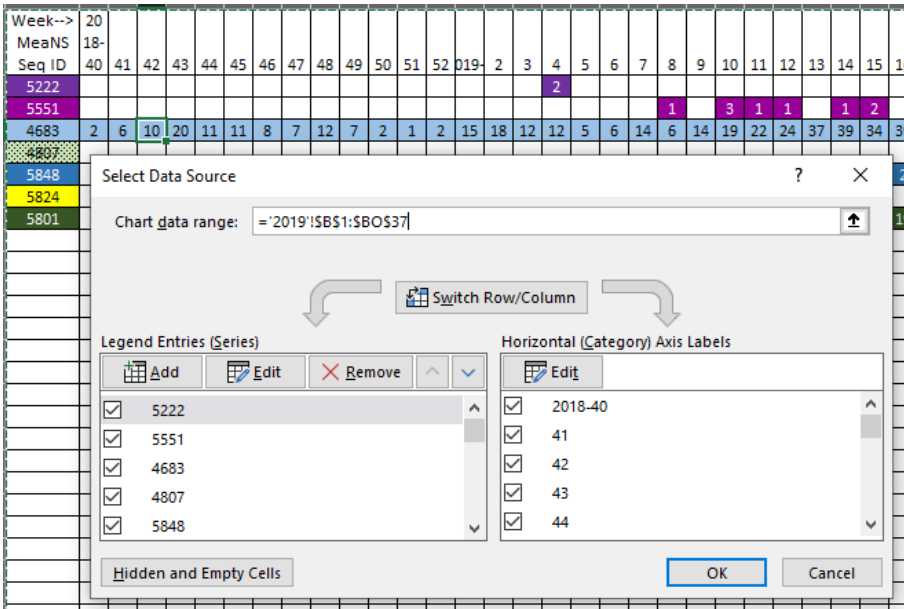 Week--> 20
MeaNS 18-
Seq ID 40 41 42 43 44 45 46 47 48 49 50 51 52 019- 2 3 4 5 6 7 8 9 10 11 12 13 14 15
5222 2
5551 1 3 1 1 1 2
4683 2 6 10 20 11 11 8 7 12 7 2 1 2 15 18 12 12 5 6 14 6 14 19 22 24 37 39 34
4807
5848
5824
5801
Select Data Source ?
Chart data range: ='2019'!$B$1:$BO$37
Switch Row/Column
Legend Entries (Series) Horizontal (Category) Axis Labels
Add Edit Remove Edit
5222 2018-40
5551 41
4683 42
4807 43
5848 44
Hidden and Empty Cells OK Cancel